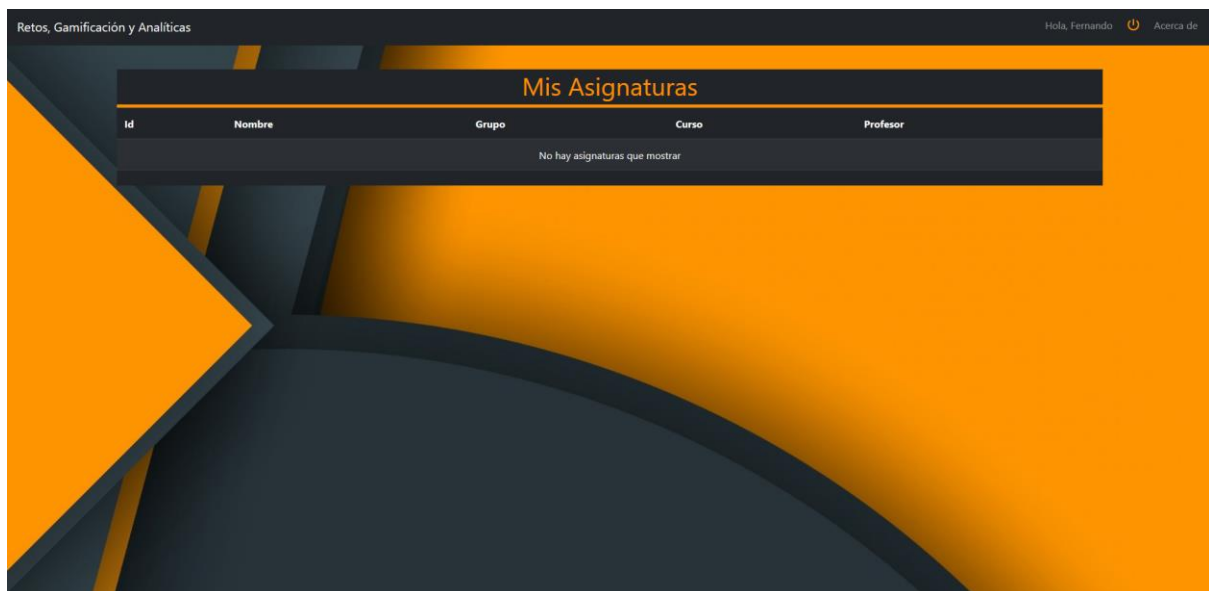 Retos, Gamificación y Analíticas Hola, Fernando Acerca de
Mis Asignaturas
Id Nombre Grupo Curso Profesor
No hay asignaturas que mostrar